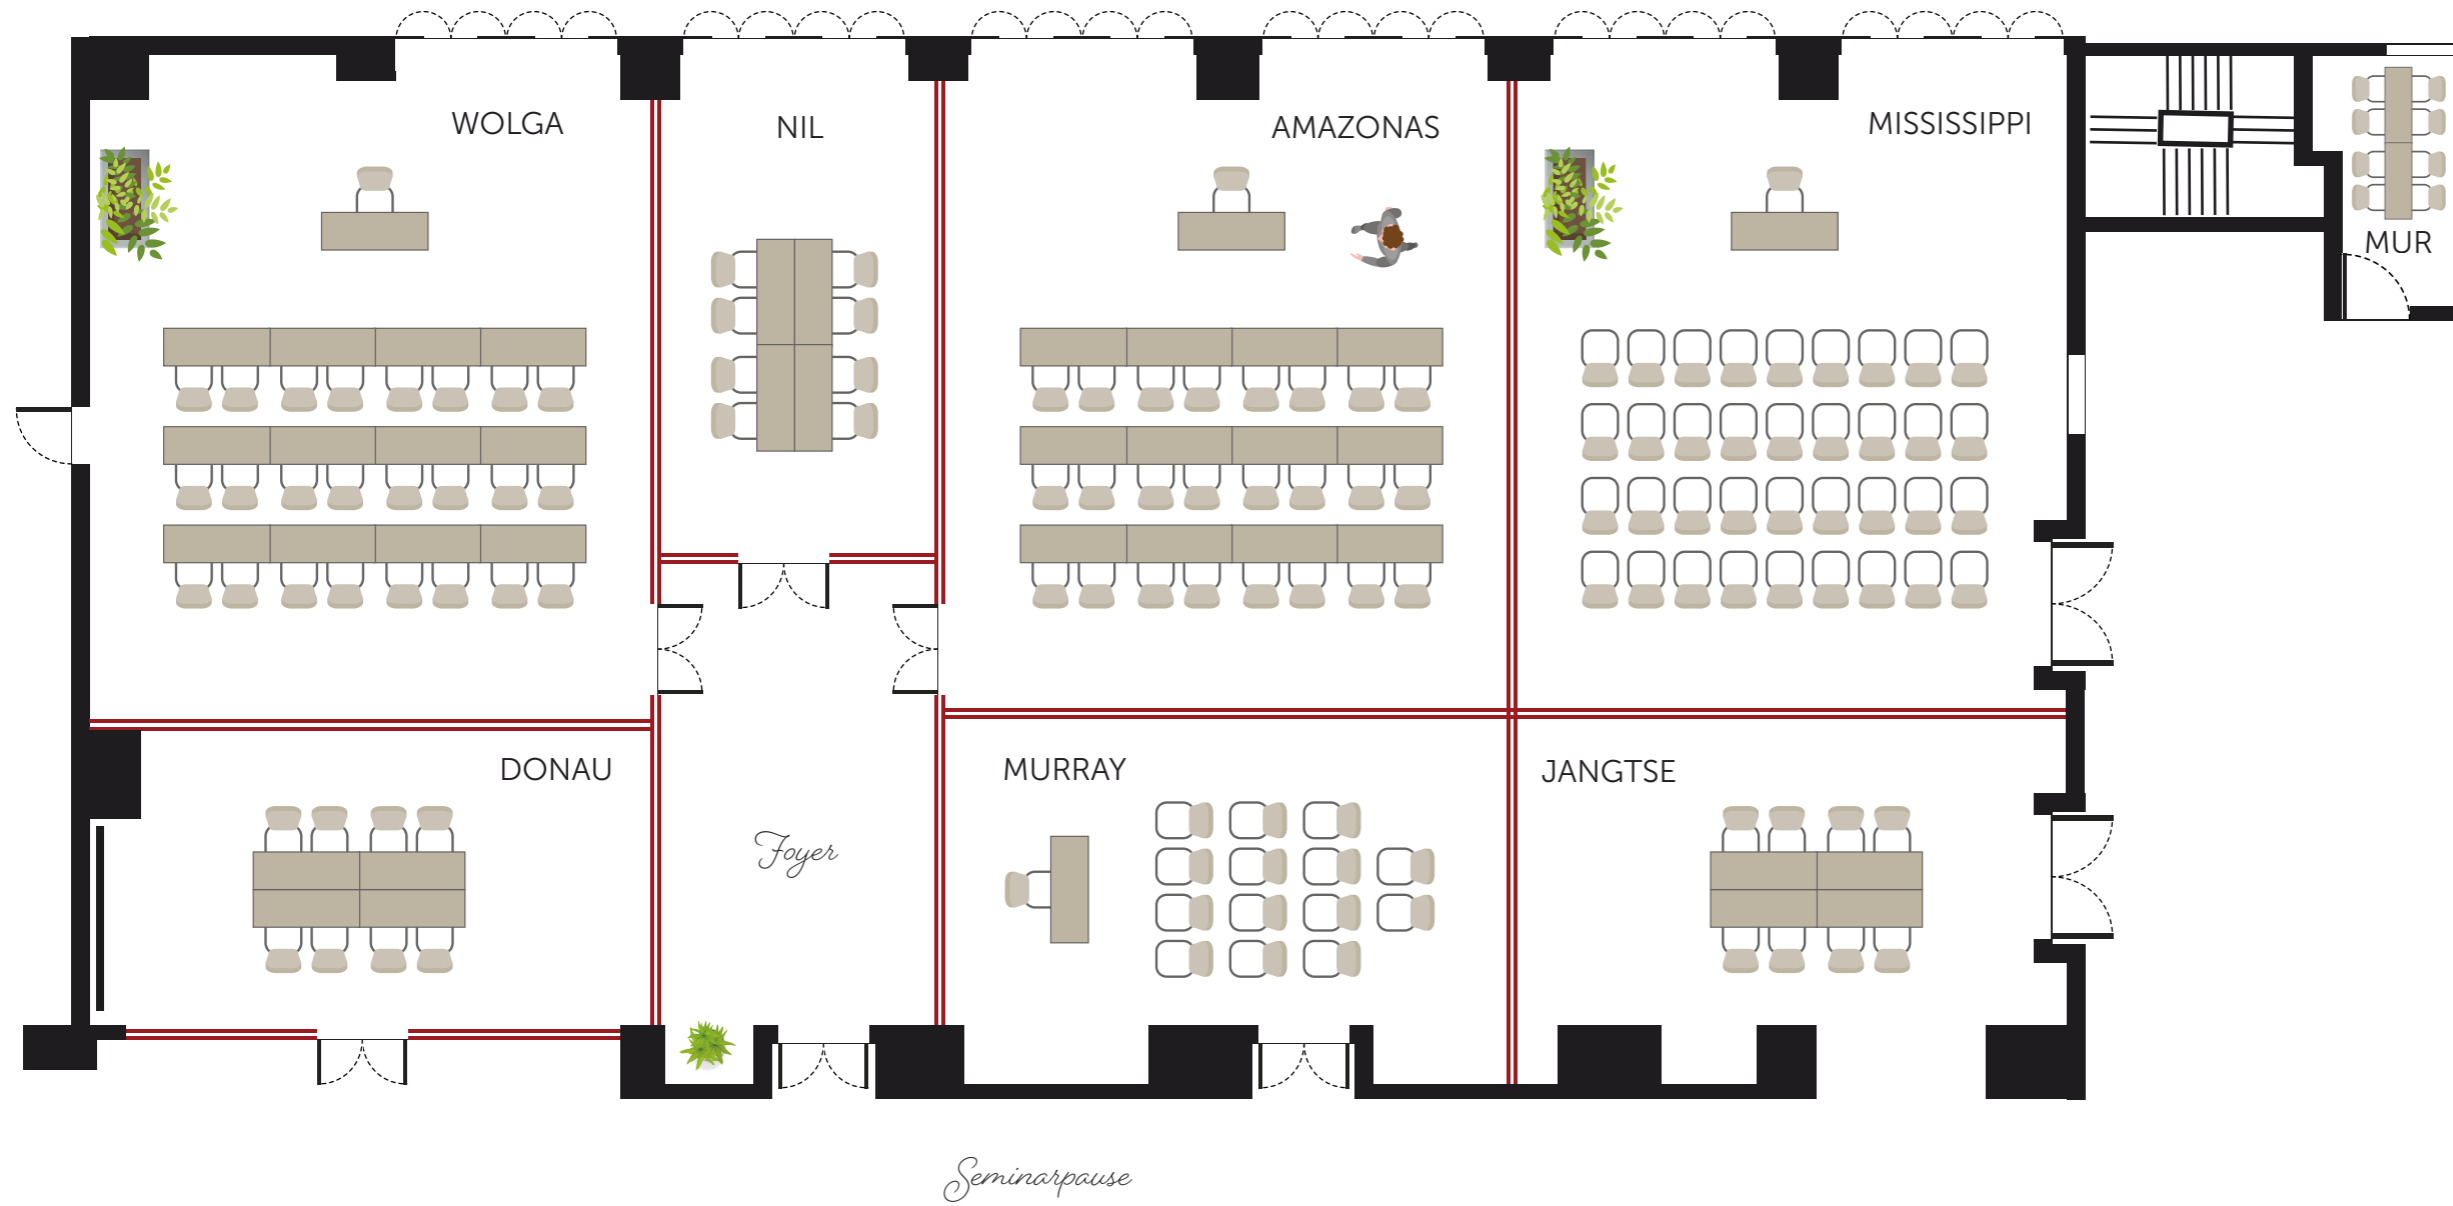 WOLGA
NIL
AMAZONAS
MISSISSIPPI
MUR
DONAU
MURRAY
JANGTSE
Foyer
Seminarpause